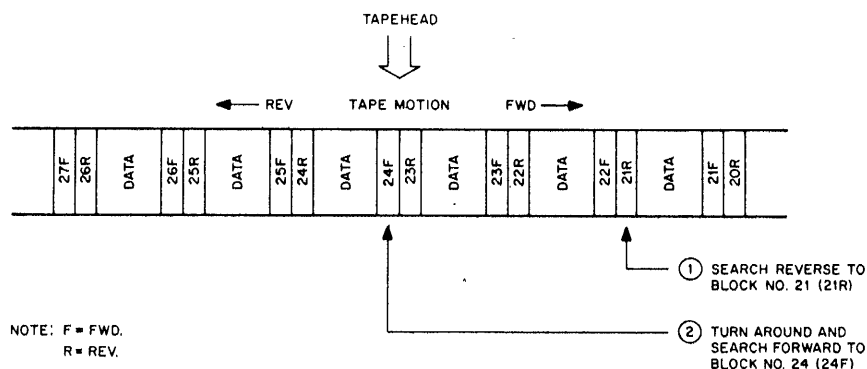 TAPEHEAD
REV TAPE MOTION FWD
27F 26R DATA 26F 25R DATA 25F 24R DATA 24F 23R DATA 23F 22R DATA 22F 21R DATA 21F 20R
1 SEARCH REVERSE TO
BLOCK NO. 21 (21R)
NOTE: F = FWD.
R = REV.
2 TURN AROUND AND
SEARCH FORWARD TO
BLOCK NO. 24 (24F)